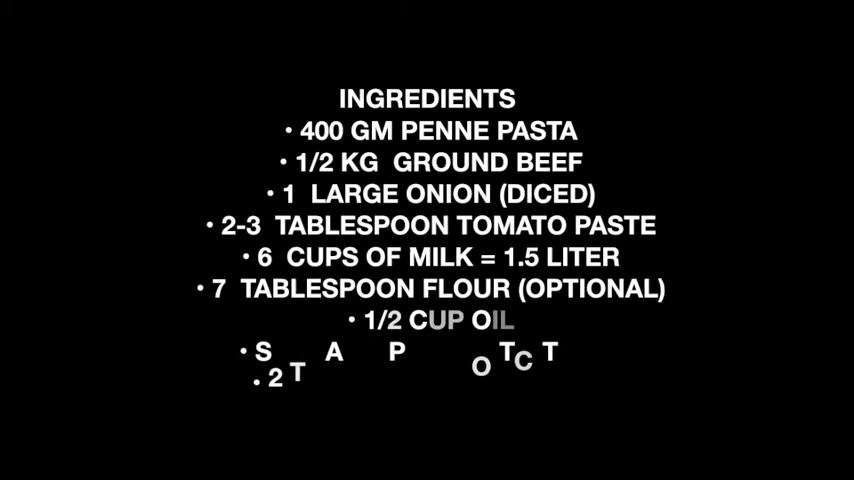 INGREDIENTS
• 400 GM PENNE PASTA
• 1/2 KG  GROUND BEEF
• 1  LARGE ONION (DICED)
• 2-3  TABLESPOON TOMATO PASTE
• 6  CUPS OF MILK = 1.5 LITER
• 7  TABLESPOON FLOUR (OPTIONAL)
• 1/2 CUP OIL